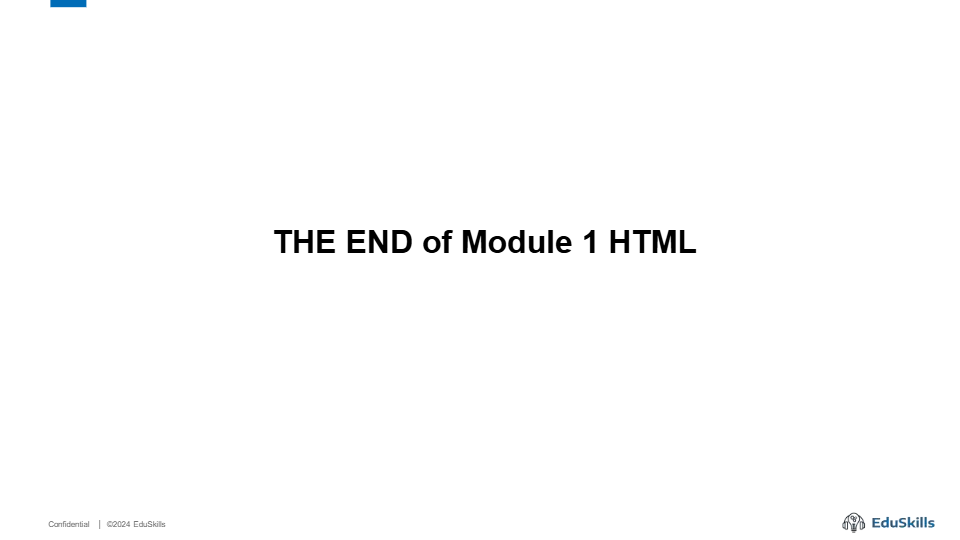 THE END of Module 1 HTML
Confidential | ©2024 EduSkills
EduSkills